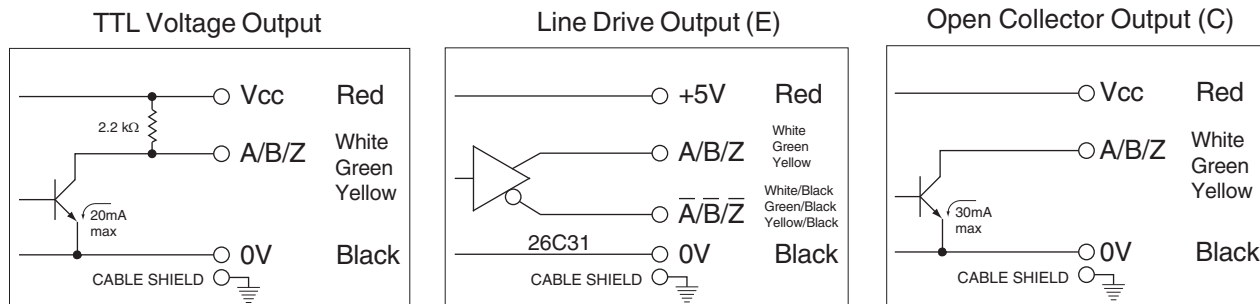 TTL Voltage Output
Vcc Red
2.2 kΩ
A/B/Z
White
Green
Yellow
20mA
max
0V Black
CABLE SHIELD
Line Drive Output (E)
+5V Red
A/B/Z
White
Green
Yellow
A̅/B̅/Z̅
White/Black
Green/Black
Yellow/Black
26C31
0V Black
CABLE SHIELD
Open Collector Output (C)
Vcc Red
A/B/Z
White
Green
Yellow
30mA
max
0V Black
CABLE SHIELD